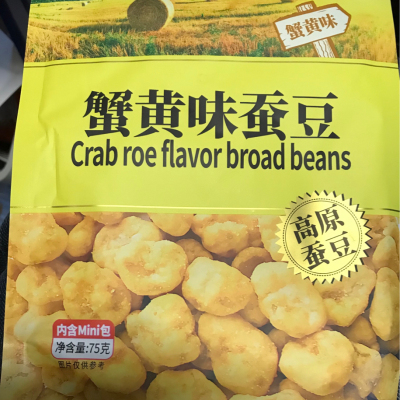 蟹黄味
蟹黄味蚕豆
Crab roe flavor broad beans
高原
蚕豆
内含Mini包
净含量:75克
图片仅供参考